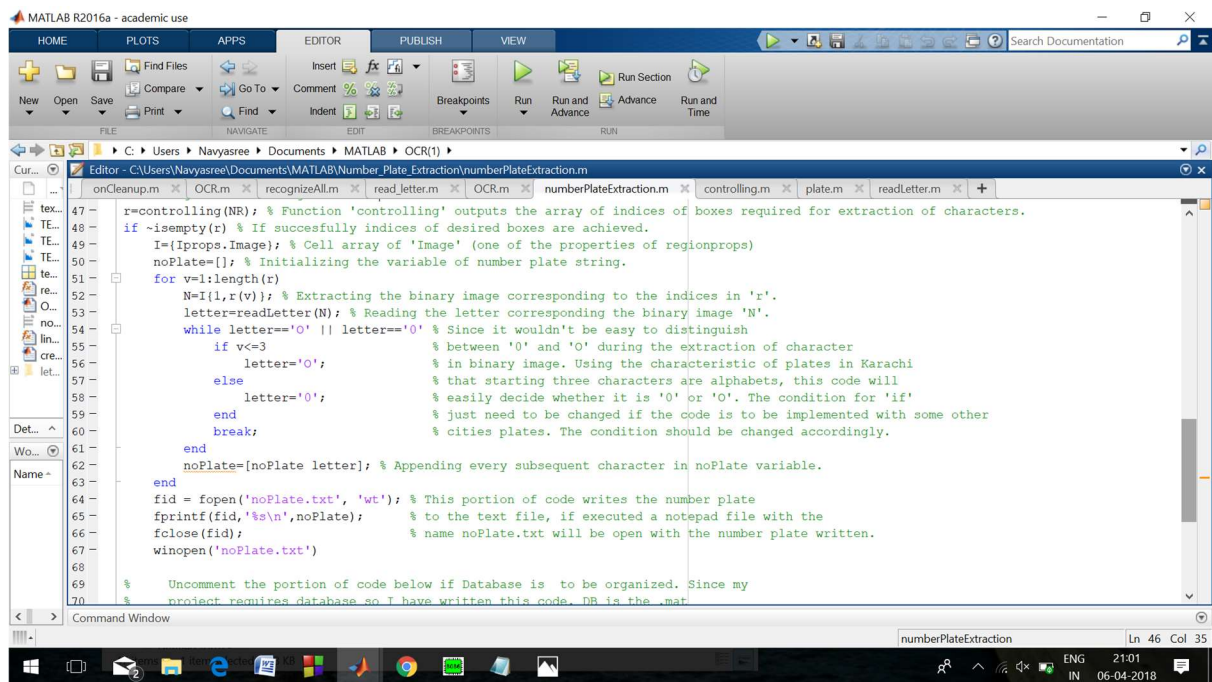 MATLAB R2016a - academic use
HOME PLOTS APPS EDITOR PUBLISH VIEW Search Documentation
Find Files Insert fx Run Section
Compare Go To Comment
New Open Save Print Find Indent Breakpoints Run Run and Advance Advance Run and Time
FILE NAVIGATE EDIT BREAKPOINTS RUN
C: Users Navyasree Documents MATLAB OCR(1)
Cur... Editor - C:\Users\Navyasree\Documents\MATLAB\Number_Plate_Extraction\numberPlateExtraction.m
... onCleanup.m OCR.m recognizeAll.m read_letter.m OCR.m numberPlateExtraction.m controlling.m plate.m readLetter.m +
tex...
TE...
TE...
TE...
te...
re...
O...
no...
lin...
cre...
let...
Det...
Wo...
Name
47 r=controlling(NR); % Function 'controlling' outputs the array of indices of boxes required for extraction of characters.
48 if ~isempty(r) % If succesfully indices of desired boxes are achieved.
49 I={Iprops.Image}; % Cell array of 'Image' (one of the properties of regionprops)
50 noPlate=[]; % Initializing the variable of number plate string.
51 for v=1:length(r)
52 N=I{1,r(v)}; % Extracting the binary image corresponding to the indices in 'r'.
53 letter=readLetter(N); % Reading the letter corresponding the binary image 'N'.
54 while letter=='O' || letter=='0' % Since it wouldn't be easy to distinguish
55 if v<=3 % between '0' and 'O' during the extraction of character
56 letter='O'; % in binary image. Using the characteristic of plates in Karachi
57 else % that starting three characters are alphabets, this code will
58 letter='0'; % easily decide whether it is '0' or 'O'. The condition for 'if'
59 end % just need to be changed if the code is to be implemented with some other
60 break; % cities plates. The condition should be changed accordingly.
61 end
62 noPlate=[noPlate letter]; % Appending every subsequent character in noPlate variable.
63 end
64 fid = fopen('noPlate.txt', 'wt'); % This portion of code writes the number plate
65 fprintf(fid,'%s\n',noPlate); % to the text file, if executed a notepad file with the
66 fclose(fid); % name noPlate.txt will be open with the number plate written.
67 winopen('noPlate.txt')
68
69 % Uncomment the portion of code below if Database is to be organized. Since my
70 % project requires database so I have written this code. DB is the .mat
Command Window
numberPlateExtraction Ln 46 Col 35
2 ENG 21:01
IN 06-04-2018